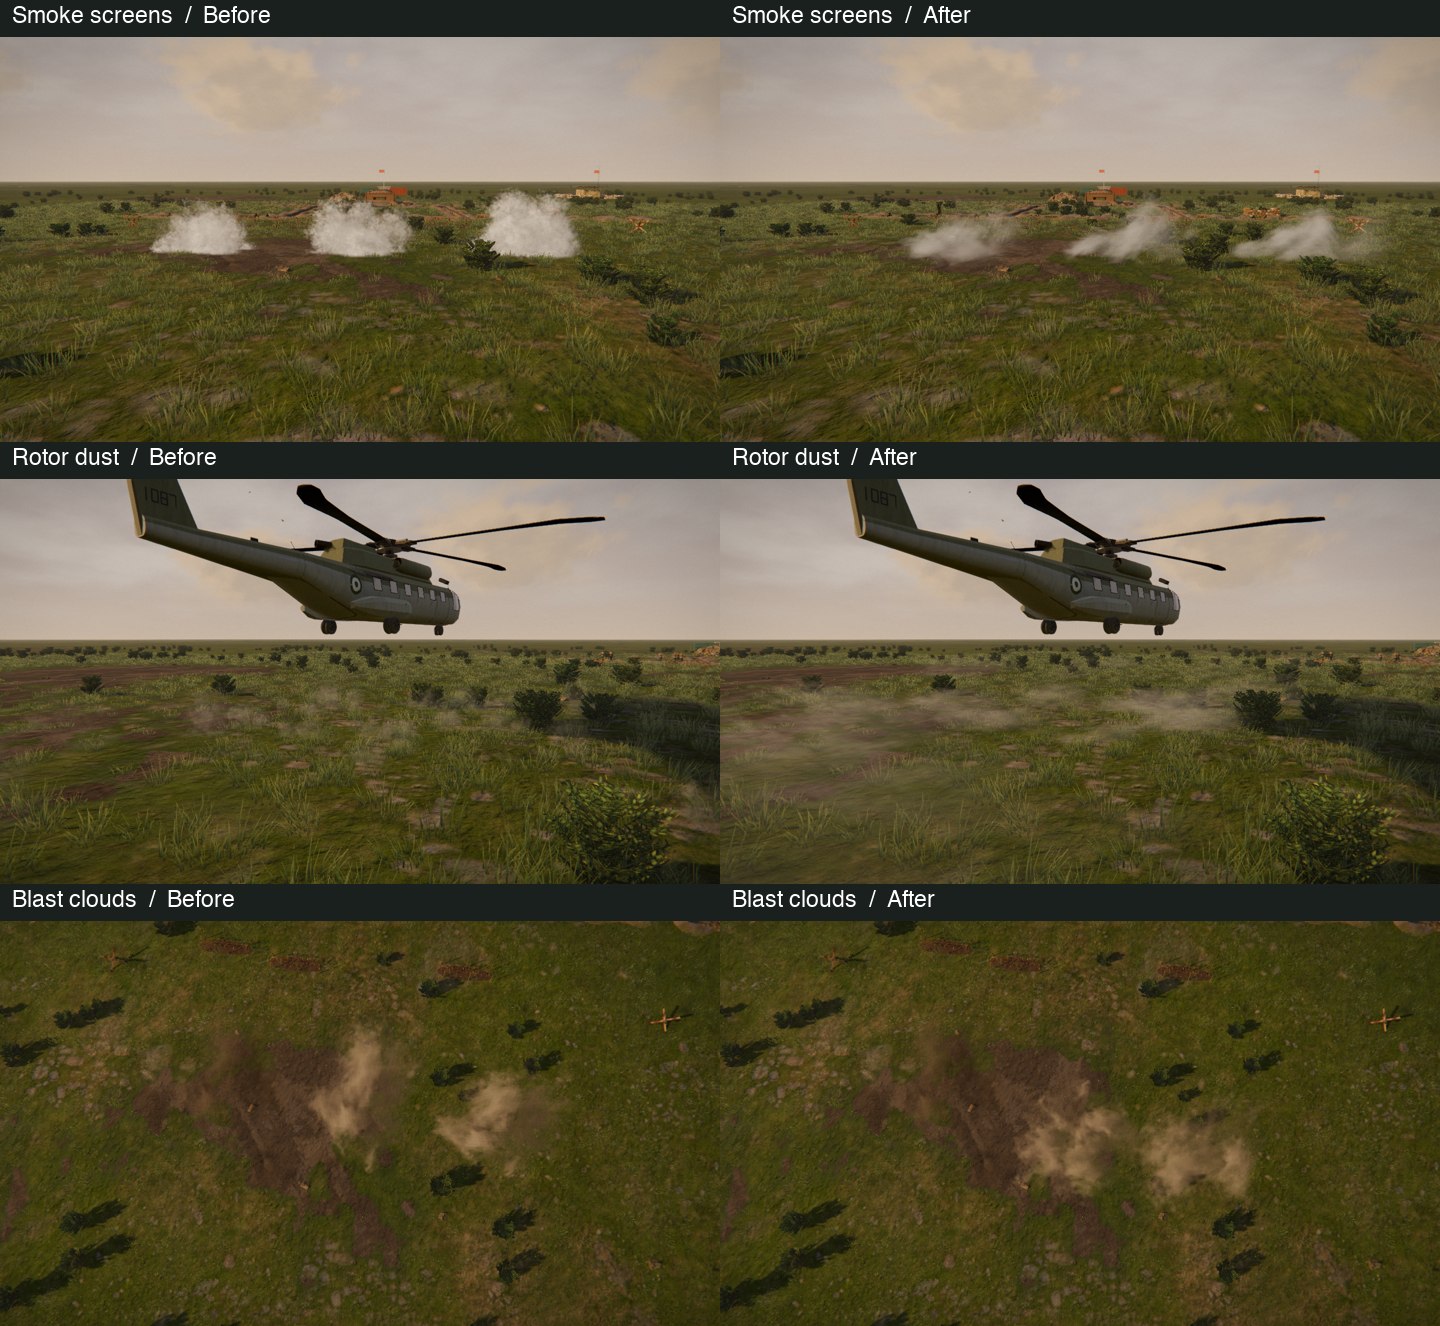 Smoke screens / Before
Smoke screens / After
Rotor dust / Before
Rotor dust / After
1087
1087
Blast clouds / Before
Blast clouds / After